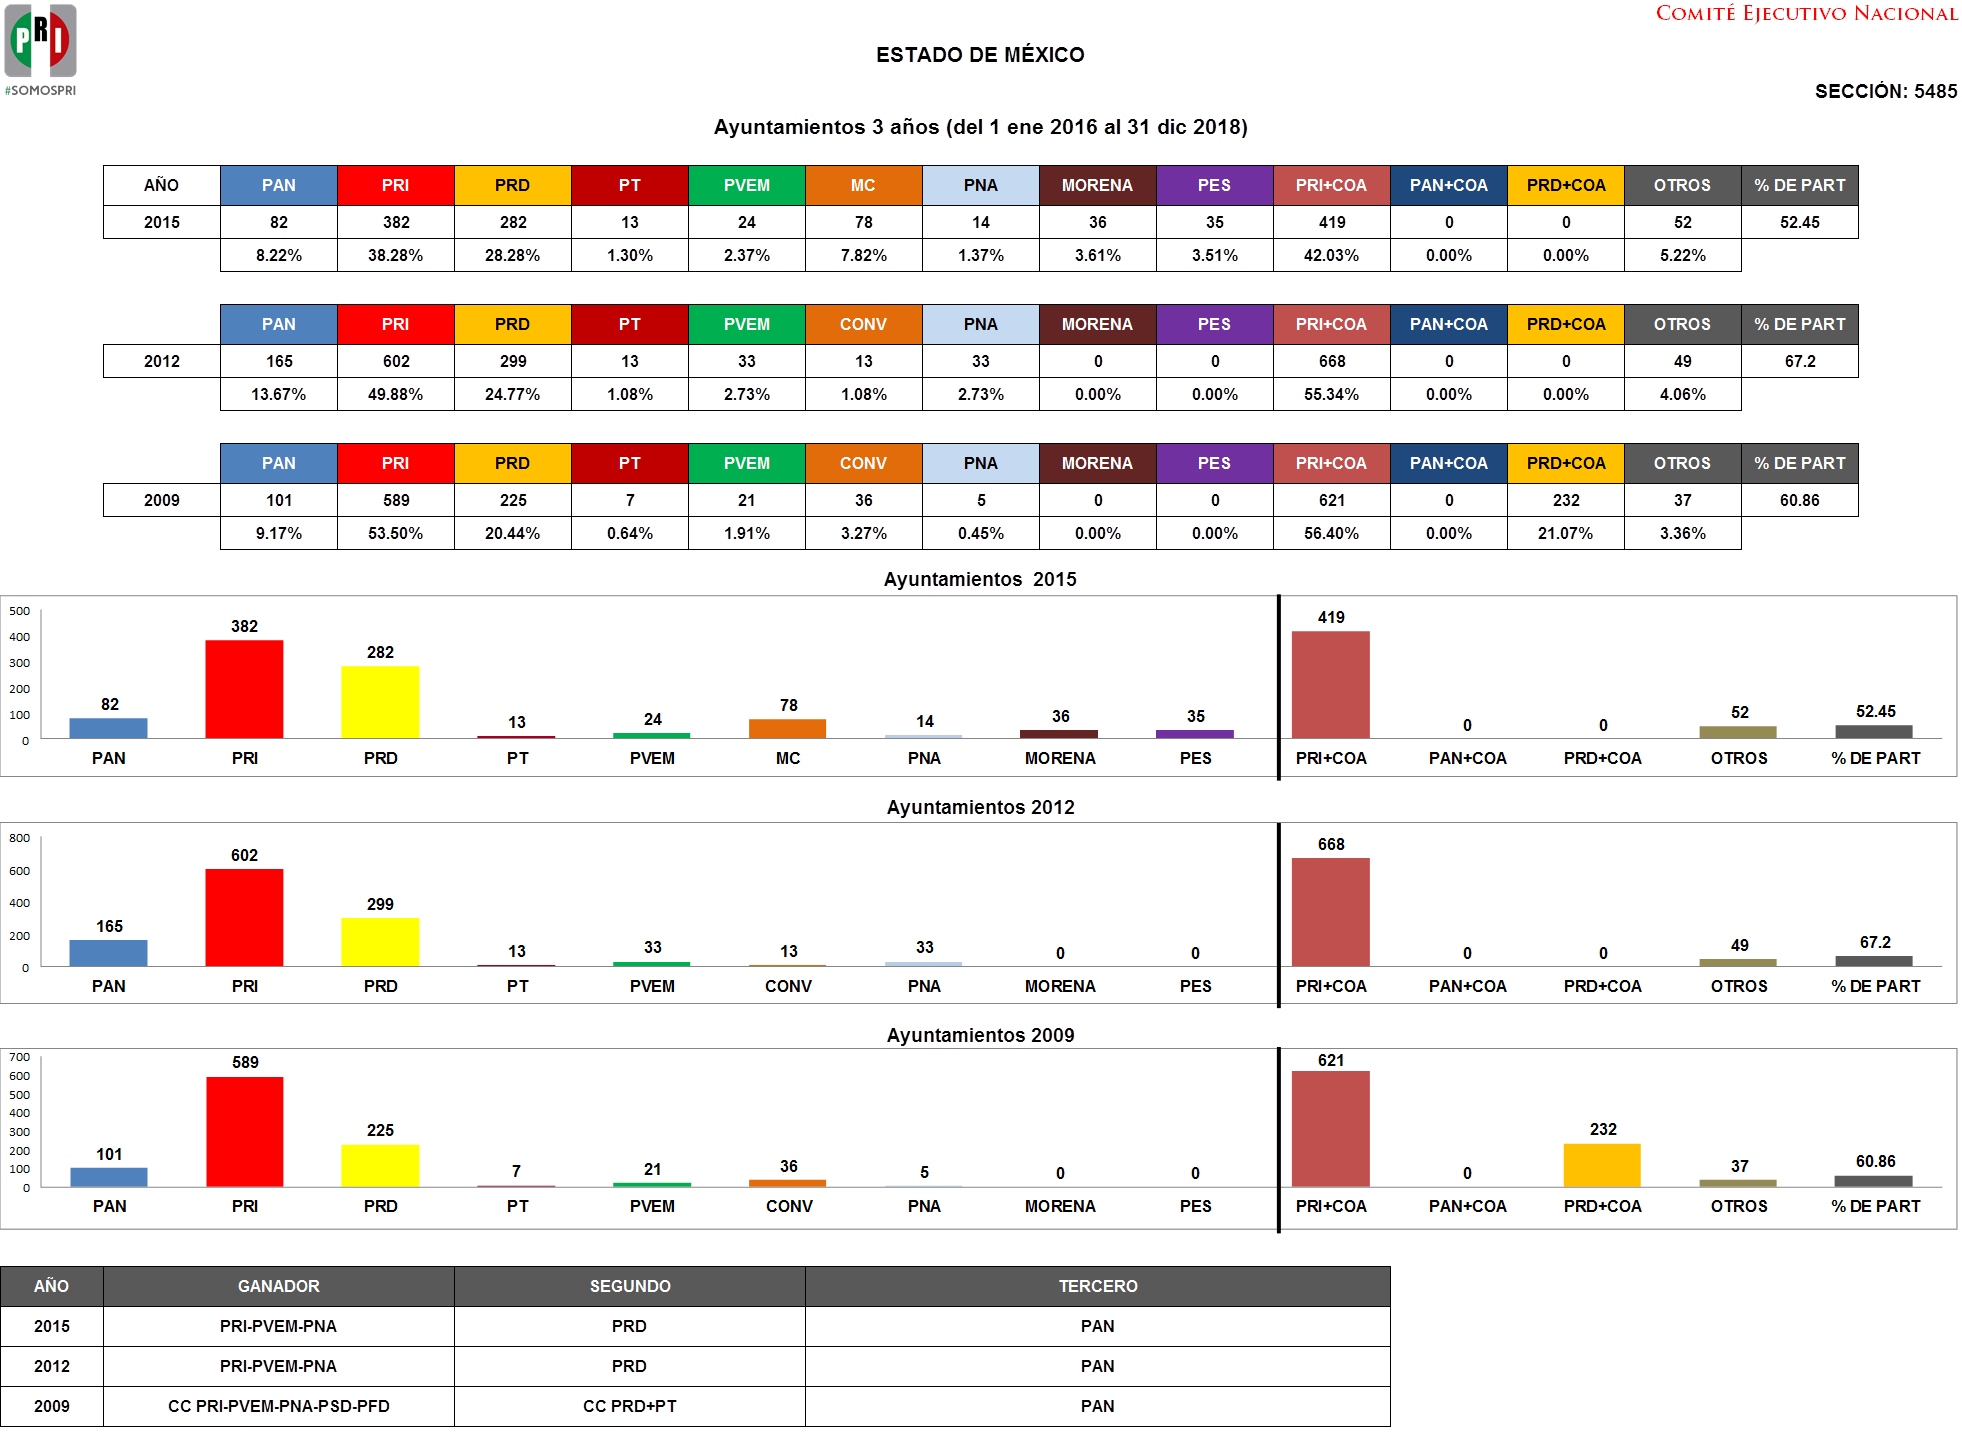 PRI
#SOMOSPRI
COMITÉ EJECUTIVO NACIONAL
ESTADO DE MÉXICO
SECCIÓN: 5485
Ayuntamientos 3 años (del 1 ene 2016 al 31 dic 2018)
AÑO PAN PRI PRD PT PVEM MC PNA MORENA PES PRI+COA PAN+COA PRD+COA OTROS % DE PART
2015 82 382 282 13 24 78 14 36 35 419 0 0 52 52.45
8.22% 38.28% 28.28% 1.30% 2.37% 7.82% 1.37% 3.61% 3.51% 42.03% 0.00% 0.00% 5.22%
PAN PRI PRD PT PVEM CONV PNA MORENA PES PRI+COA PAN+COA PRD+COA OTROS % DE PART
2012 165 602 299 13 33 13 33 0 0 668 0 0 49 67.2
13.67% 49.88% 24.77% 1.08% 2.73% 1.08% 2.73% 0.00% 0.00% 55.34% 0.00% 0.00% 4.06%
PAN PRI PRD PT PVEM CONV PNA MORENA PES PRI+COA PAN+COA PRD+COA OTROS % DE PART
2009 101 589 225 7 21 36 5 0 0 621 0 232 37 60.86
9.17% 53.50% 20.44% 0.64% 1.91% 3.27% 0.45% 0.00% 0.00% 56.40% 0.00% 21.07% 3.36%
Ayuntamientos 2015
500
400
300
200
100
0
82 382 282 13 24 78 14 36 35 419 0 0 52 52.45
PAN PRI PRD PT PVEM MC PNA MORENA PES PRI+COA PAN+COA PRD+COA OTROS % DE PART
Ayuntamientos 2012
800
600
400
200
0
165 602 299 13 33 13 33 0 0 668 0 0 49 67.2
PAN PRI PRD PT PVEM CONV PNA MORENA PES PRI+COA PAN+COA PRD+COA OTROS % DE PART
Ayuntamientos 2009
700
600
500
400
300
200
100
0
101 589 225 7 21 36 5 0 0 621 0 232 37 60.86
PAN PRI PRD PT PVEM CONV PNA MORENA PES PRI+COA PAN+COA PRD+COA OTROS % DE PART
AÑO GANADOR SEGUNDO TERCERO
2015 PRI-PVEM-PNA PRD PAN
2012 PRI-PVEM-PNA PRD PAN
2009 CC PRI-PVEM-PNA-PSD-PFD CC PRD+PT PAN